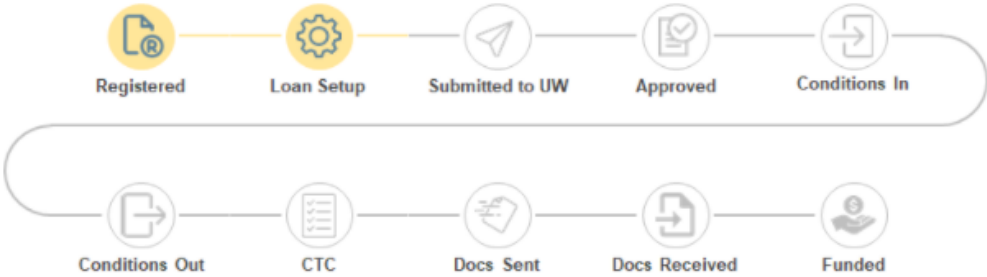 Registered Loan Setup Submitted to UW Approved Conditions In
Conditions Out CTC Docs Sent Docs Received Funded